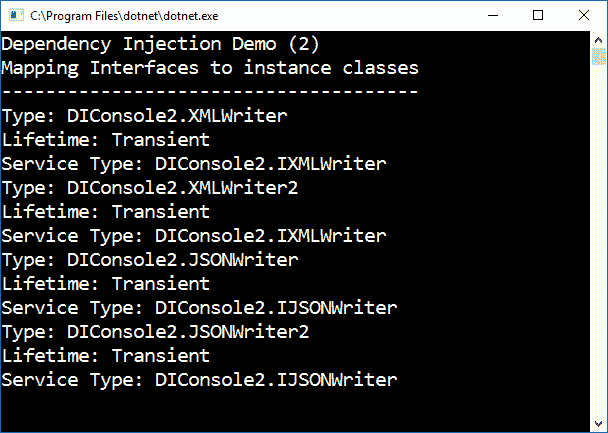 C:\Program Files\dotnet\dotnet.exe
Dependency Injection Demo (2)
Mapping Interfaces to instance classes
--------------------------------------
Type: DIConsole2.XMLWriter
Lifetime: Transient
Service Type: DIConsole2.IXMLWriter
Type: DIConsole2.XMLWriter2
Lifetime: Transient
Service Type: DIConsole2.IXMLWriter
Type: DIConsole2.JSONWriter
Lifetime: Transient
Service Type: DIConsole2.IJSONWriter
Type: DIConsole2.JSONWriter2
Lifetime: Transient
Service Type: DIConsole2.IJSONWriter